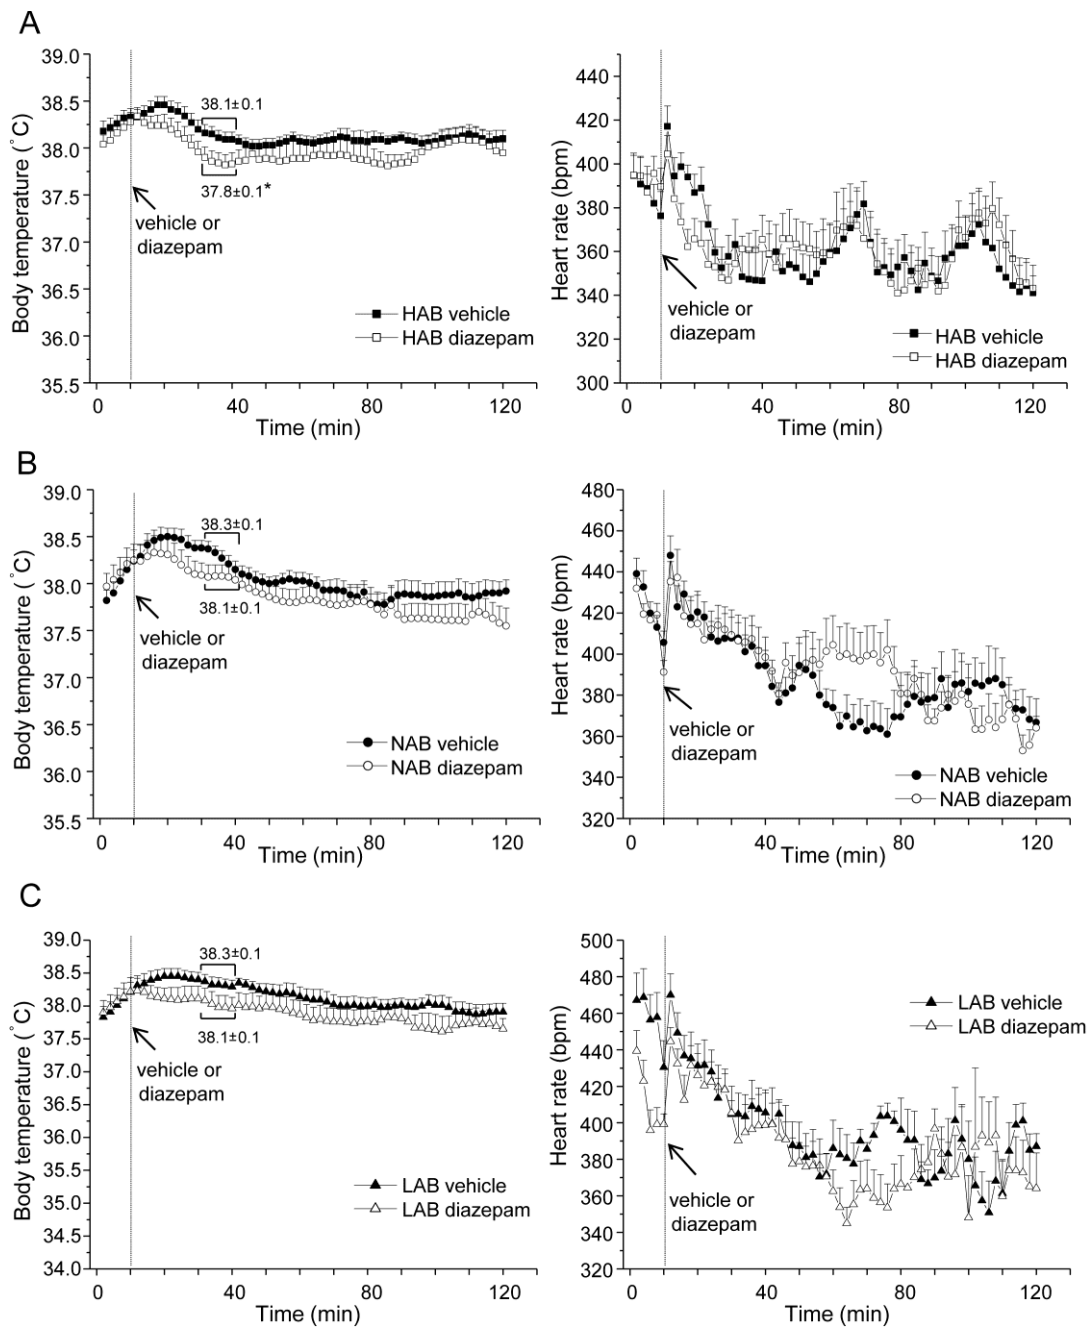 A
39.0
38.5
38.0
37.5
37.0
36.5
36.0
35.5
Body temperature (°C)
38.1±0.1
37.8±0.1*
vehicle or
diazepam
HAB vehicle
HAB diazepam
0 40 80 120
Time (min)
440
420
400
380
360
340
320
300
Heart rate (bpm)
vehicle or
diazepam
HAB vehicle
HAB diazepam
0 40 80 120
Time (min)
B
39.0
38.5
38.0
37.5
37.0
36.5
36.0
35.5
Body temperature (°C)
38.3±0.1
38.1±0.1
vehicle or
diazepam
NAB vehicle
NAB diazepam
0 40 80 120
Time (min)
480
460
440
420
400
380
360
340
320
Heart rate (bpm)
vehicle or
diazepam
NAB vehicle
NAB diazepam
0 40 80 120
Time (min)
C
39.0
38.5
38.0
37.5
37.0
36.5
36.0
35.5
35.0
34.5
34.0
Body temperature (°C)
38.3±0.1
38.1±0.1
vehicle or
diazepam
LAB vehicle
LAB diazepam
0 40 80 120
Time (min)
500
480
460
440
420
400
380
360
340
320
Heart rate (bpm)
LAB vehicle
LAB diazepam
vehicle or
diazepam
0 40 80 120
Time (min)